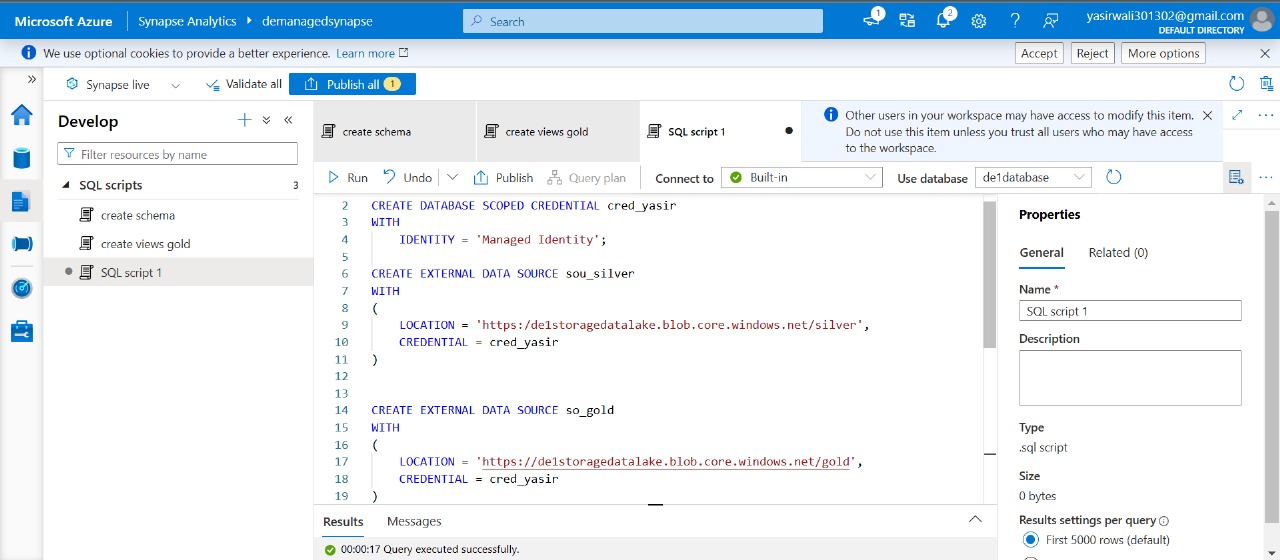 Microsoft Azure
Synapse Analytics
demanagedsynapse
Search
1
2
yasirwali301302@gmail.com
DEFAULT DIRECTORY
We use optional cookies to provide a better experience. Learn more
Accept
Reject
More options
Synapse live
Validate all
Publish all 1
Develop
Filter resources by name
SQL scripts 3
create schema
create views gold
SQL script 1
create schema
create views gold
SQL script 1
Other users in your workspace may have access to modify this item.
Do not use this item unless you trust all users who may have access
to the workspace.
Run
Undo
Publish
Query plan
Connect to
Built-in
Use database
de1database
2 CREATE DATABASE SCOPED CREDENTIAL cred_yasir
3 WITH
4 IDENTITY = 'Managed Identity';
5
6 CREATE EXTERNAL DATA SOURCE sou_silver
7 WITH
8 (
9 LOCATION = 'https:/de1storagedatalake.blob.core.windows.net/silver',
10 CREDENTIAL = cred_yasir
11 )
12
13
14 CREATE EXTERNAL DATA SOURCE so_gold
15 WITH
16 (
17 LOCATION = 'https://de1storagedatalake.blob.core.windows.net/gold',
18 CREDENTIAL = cred_yasir
19 )
Results
Messages
00:00:17 Query executed successfully.
Properties
General
Related (0)
Name *
SQL script 1
Description
Type
.sql script
Size
0 bytes
Results settings per query
First 5000 rows (default)